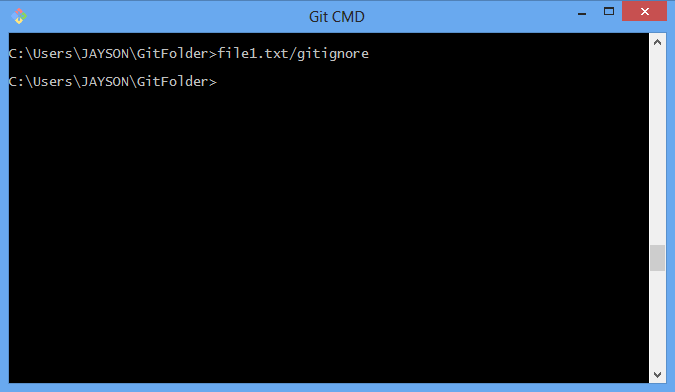 Git CMD
C:\Users\JAYSON\GitFolder>file1.txt/gitignore
C:\Users\JAYSON\GitFolder>